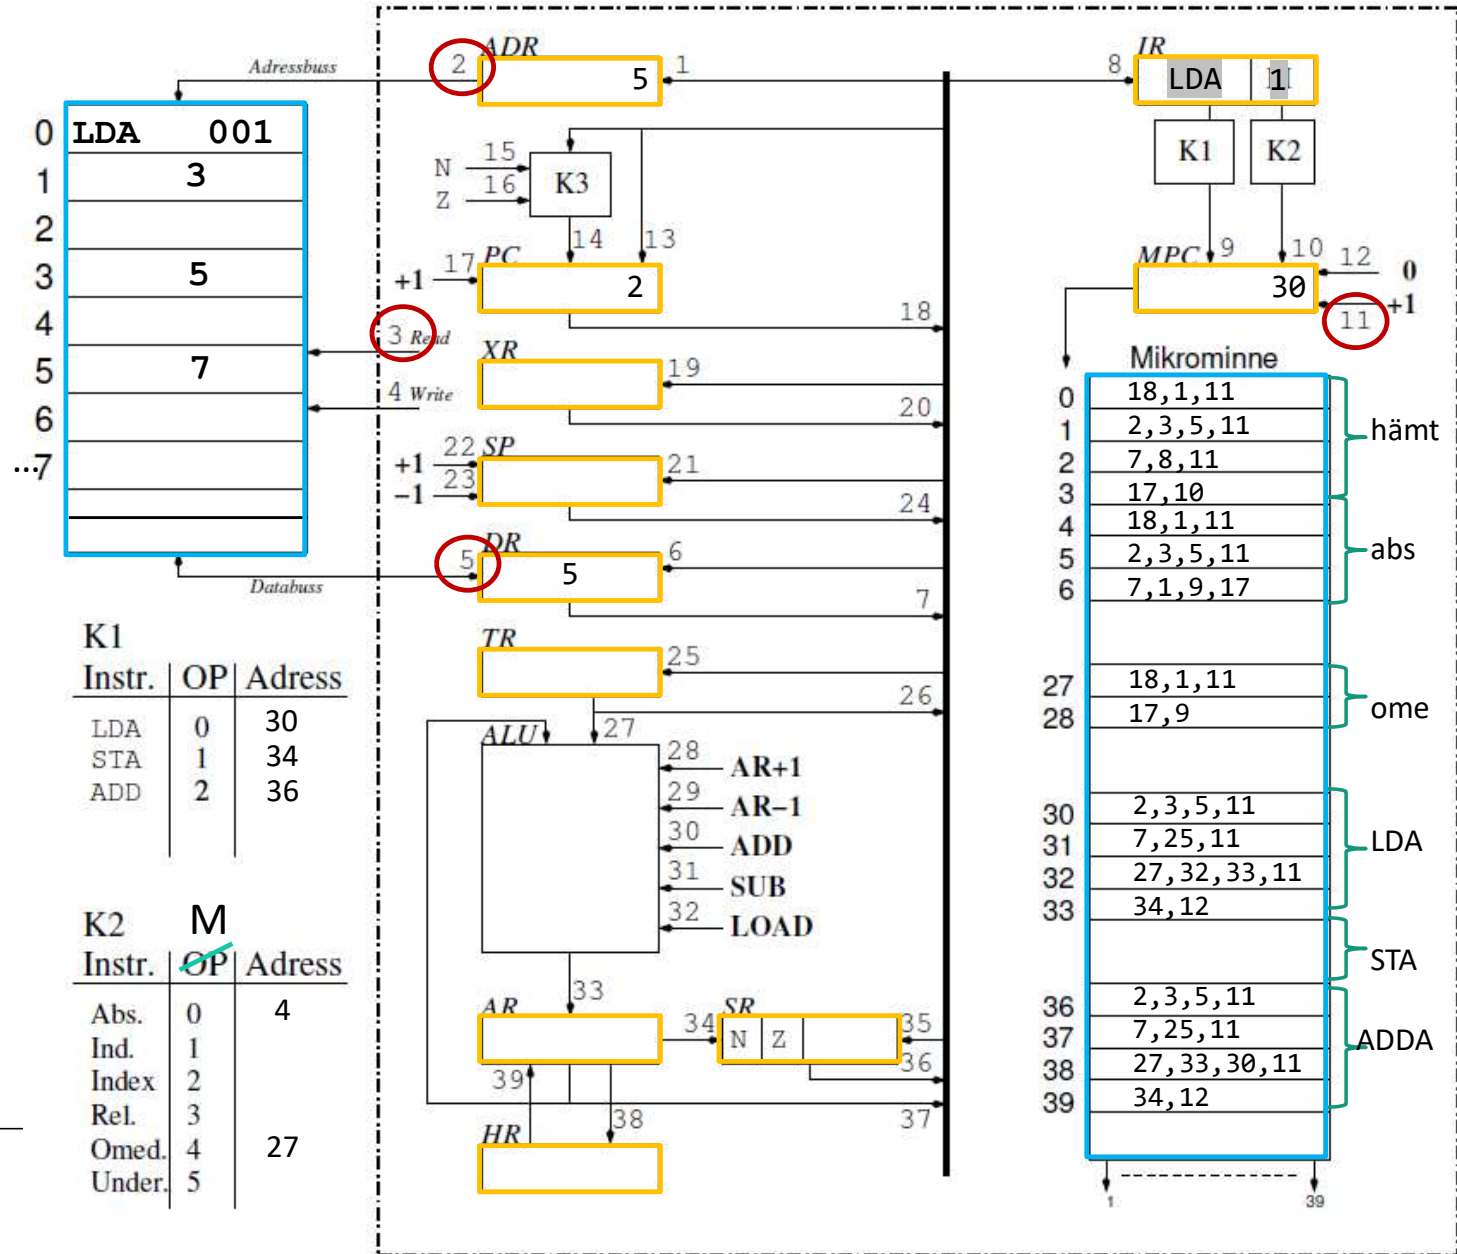 ADR
IR
Adressbuss
2
5
1
8
LDA
1
0 LDA 001
1 3
2
3 5
4
5 7
6
...7
N 15
Z 16
K3
K1
K2
14
13
PC
+1 17
2
18
MPC
9
10
12 0
30
11 +1
3 Read
4 Write
XR
19
20
+1 22 SP
-1 23
21
24
DR
5
5
6
7
Databuss
TR
25
26
27
ALU
28 AR+1
29 AR-1
30 ADD
31 SUB
32 LOAD
33
AR
34
SR
N Z
35
36
39
38
37
HR
K1
Instr. OP Adress
LDA 0 30
STA 1 34
ADD 2 36
K2 M
Instr. OP Adress
Abs. 0 4
Ind. 1
Index 2
Rel. 3
Omed. 4 27
Under. 5
Mikrominne
0 18,1,11
1 2,3,5,11
hämt
2 7,8,11
3 17,10
4 18,1,11
5 2,3,5,11
abs
6 7,1,9,17
27 18,1,11
28 17,9
ome
30 2,3,5,11
31 7,25,11
LDA
32 27,32,33,11
33 34,12
STA
36 2,3,5,11
37 7,25,11
ADDA
38 27,33,30,11
39 34,12
1
39